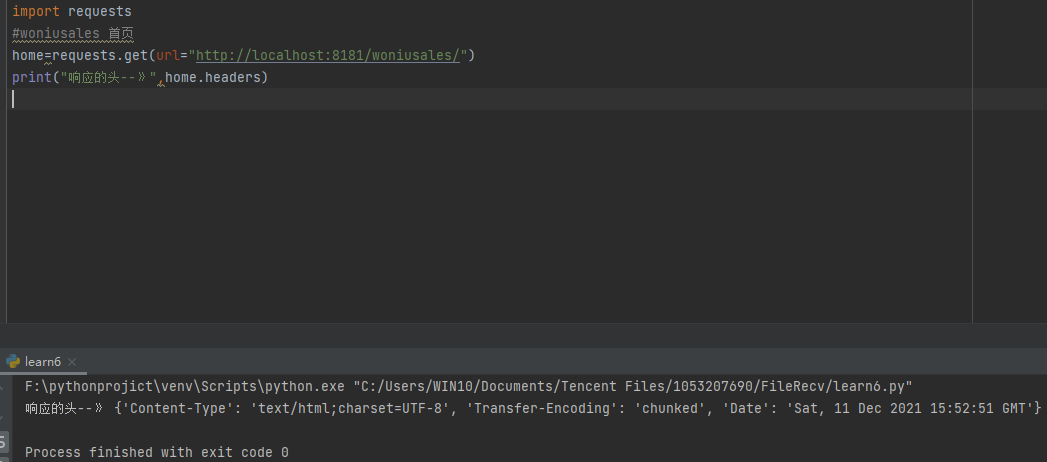 import requests
#woniusales 首页
home=requests.get(url="http://localhost:8181/woniusales/")
print("响应的头--》",home.headers)
learn6
F:\pythonprojict\venv\Scripts\python.exe "C:/Users/WIN10/Documents/Tencent Files/1053207690/FileRecv/learn6.py"
响应的头--》 {'Content-Type': 'text/html;charset=UTF-8', 'Transfer-Encoding': 'chunked', 'Date': 'Sat, 11 Dec 2021 15:52:51 GMT'}
Process finished with exit code 0